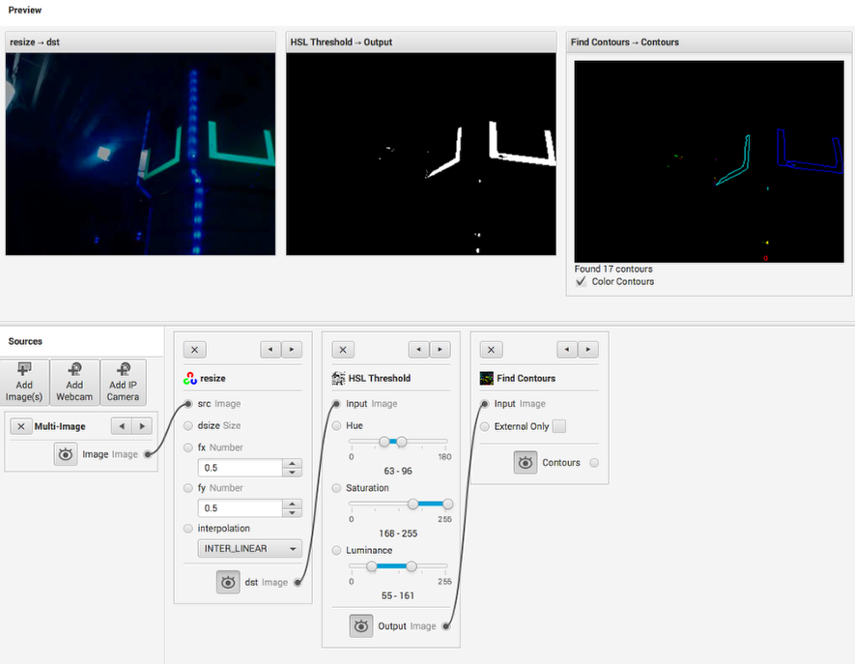 Preview
resize → dst
HSL Threshold → Output
Find Contours → Contours
Found 17 contours
Color Contours
Sources
Add Image(s)
Add Webcam
Add IP Camera
Multi-Image
Image Image
resize
src Image
dsize Size
fx Number
0.5
fy Number
0.5
interpolation
INTER_LINEAR
dst Image
HSL Threshold
Input Image
Hue
0 180
63 - 96
Saturation
0 255
168 - 255
Luminance
0 255
55 - 161
Output Image
Find Contours
Input Image
External Only
Contours